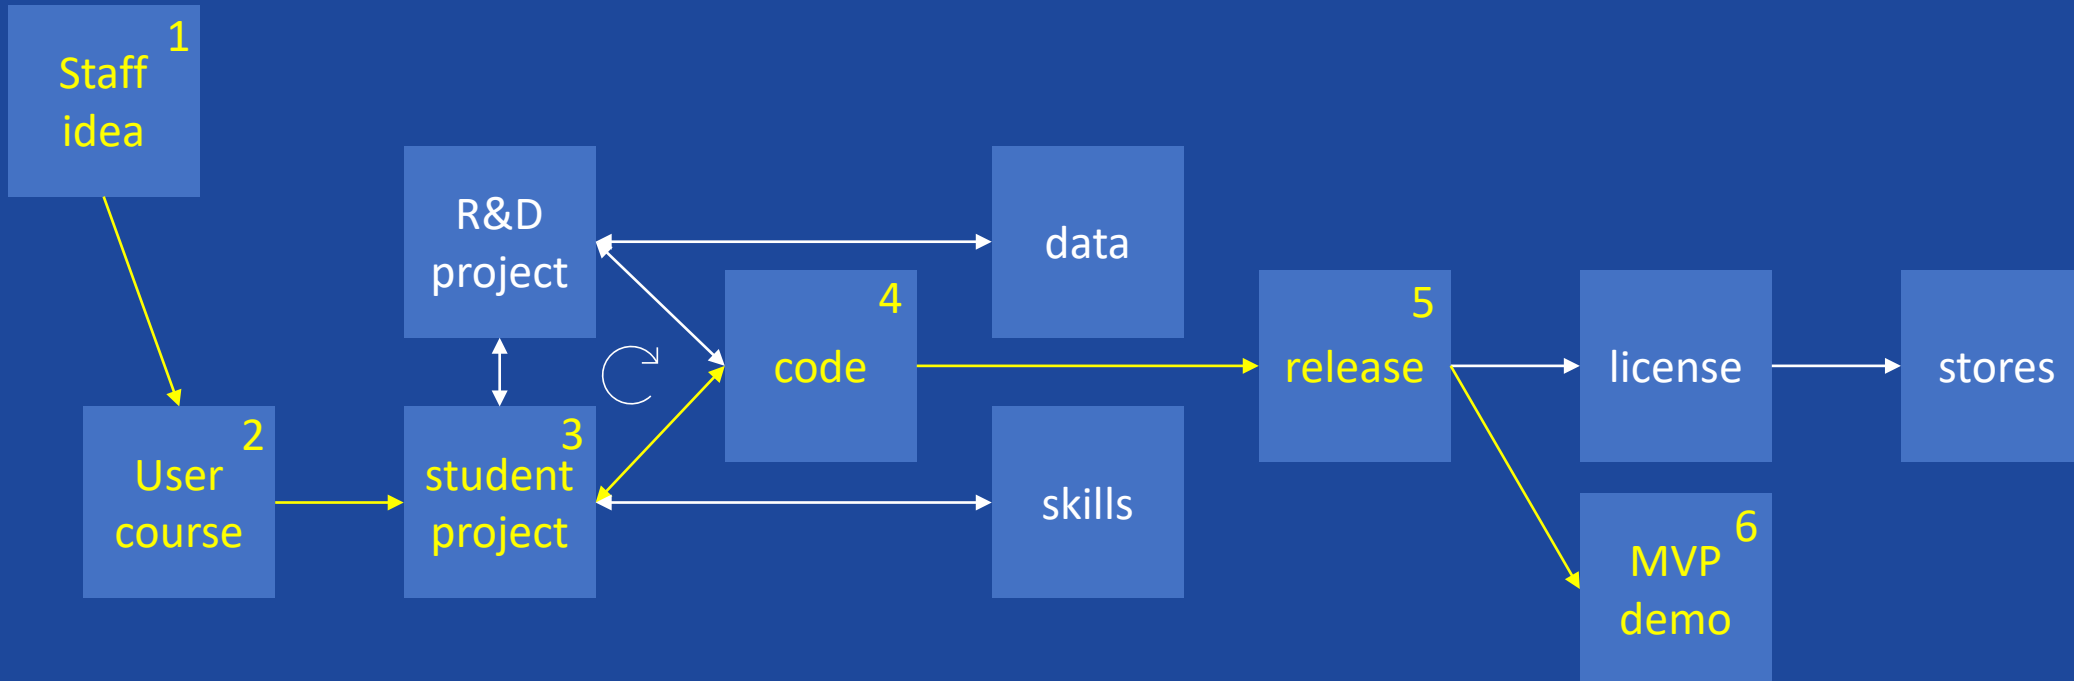 1
Staff
idea
R&D
project
data
4
code
5
release
license
stores
2
User
course
3
student
project
skills
6
MVP
demo